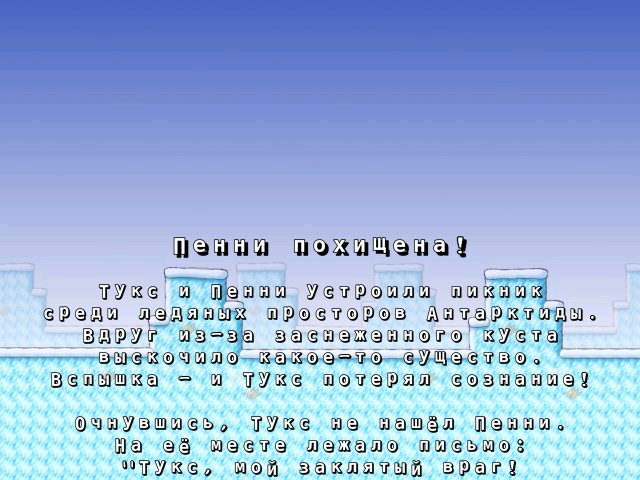 Пенни похищена!
Тукс и Пенни устроили пикник
среди ледяных просторов Антарктиды.
Вдруг из-за заснеженного куста
выскочило какое-то существо.
Вспышка - и Тукс потерял сознание!
Очнувшись, Тукс не нашёл Пенни.
На её месте лежало письмо:
"Тукс, мой заклятый враг!